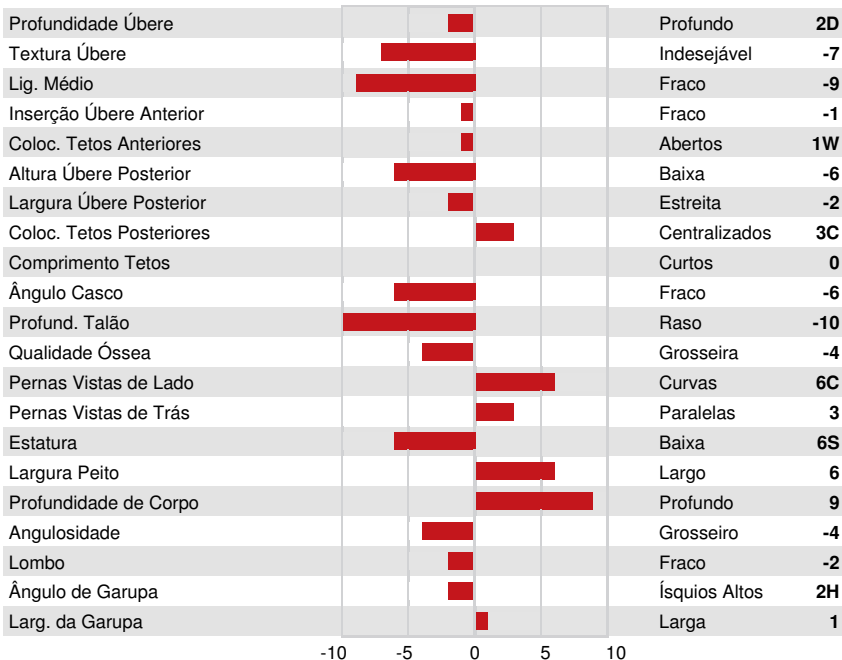 Profundidade Úbere Profundo 2D
Textura Úbere Indesejável -7
Lig. Médio Fraco -9
Inserção Úbere Anterior Fraco -1
Coloc. Tetos Anteriores Abertos 1W
Altura Úbere Posterior Baixa -6
Largura Úbere Posterior Estreita -2
Coloc. Tetos Posteriores Centralizados 3C
Comprimento Tetos Curtos 0
Ângulo Casco Fraco -6
Profund. Talão Raso -10
Qualidade Óssea Grosseira -4
Pernas Vistas de Lado Curvas 6C
Pernas Vistas de Trás Paralelas 3
Estatura Baixa 6S
Largura Peito Largo 6
Profundidade de Corpo Profundo 9
Angulosidade Grosseiro -4
Lombo Fraco -2
Ângulo de Garupa Ísquios Altos 2H
Larg. da Garupa Larga 1
-10 -5 0 5 10